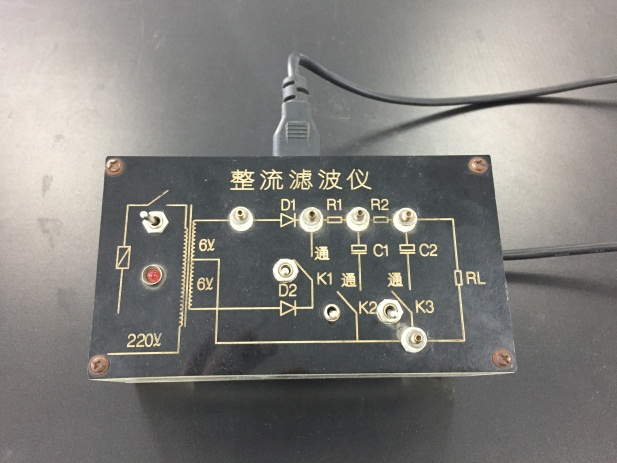 整流滤波仪
D1 R1 R2
6V
通 C1 C2
K1 通 通
6V RL
D2 K2 K3
220V